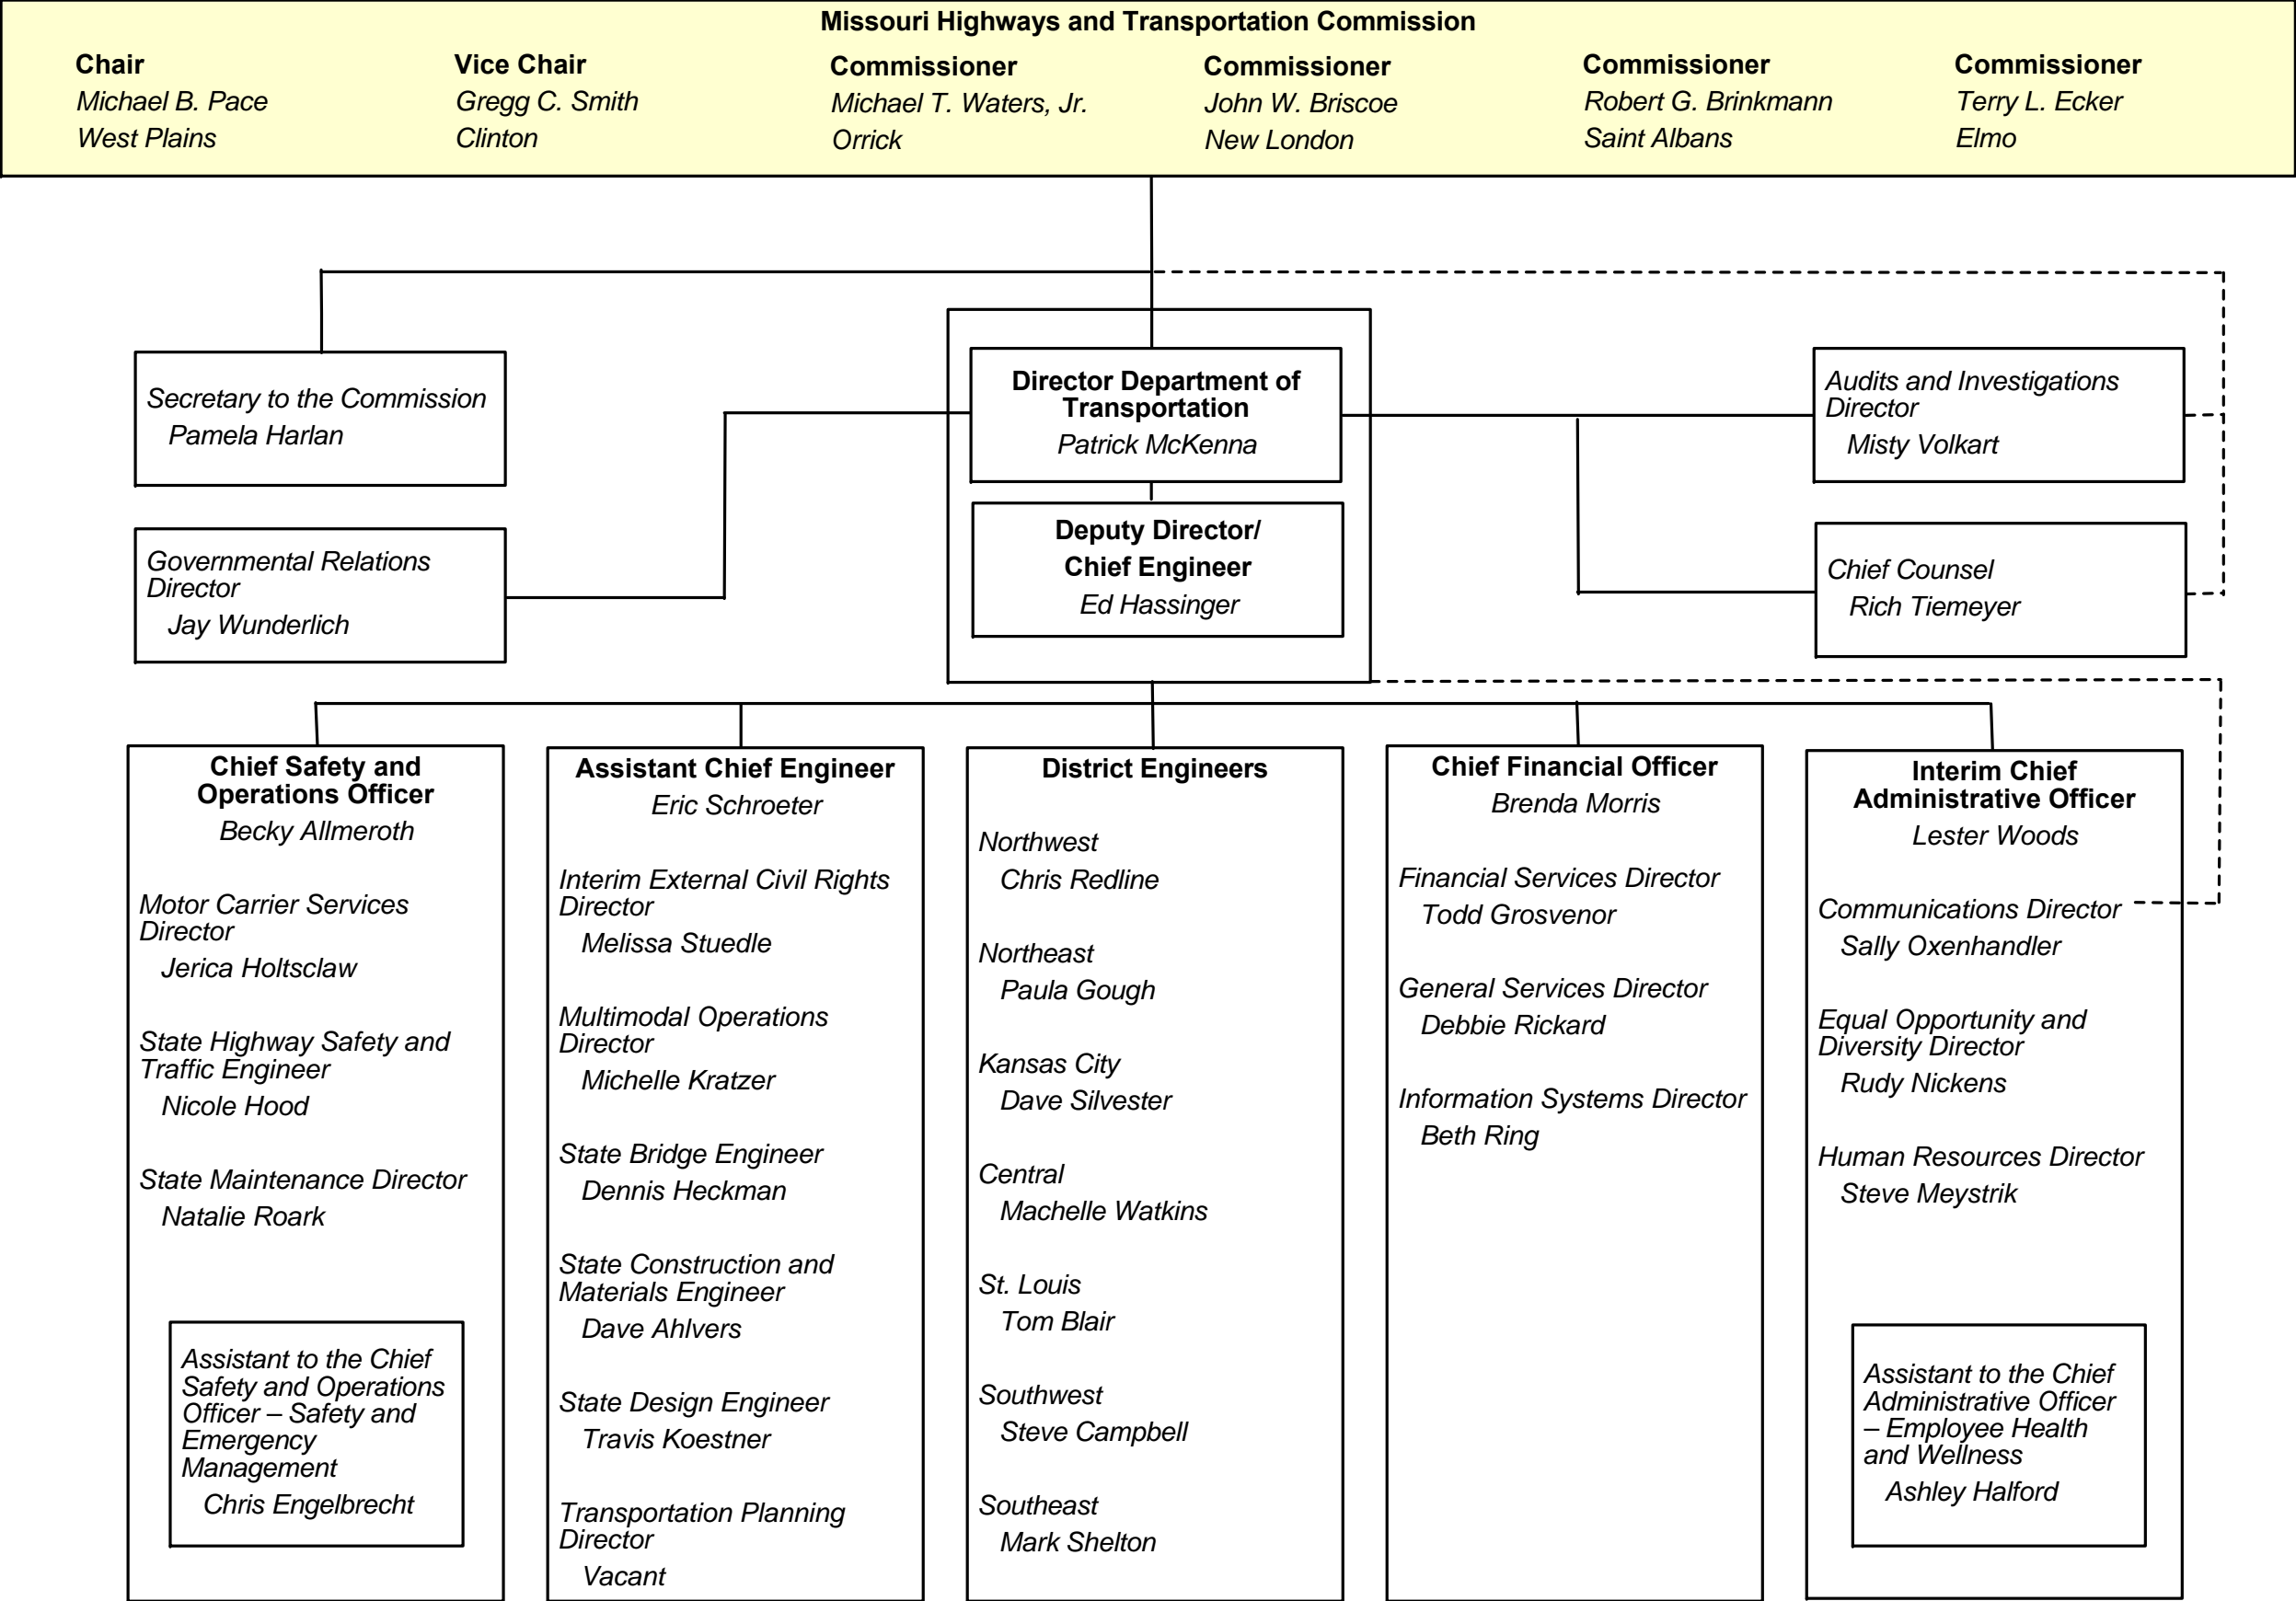 Missouri Highways and Transportation Commission
Chair
Michael B. Pace
West Plains
Vice Chair
Gregg C. Smith
Clinton
Commissioner
Michael T. Waters, Jr.
Orrick
Commissioner
John W. Briscoe
New London
Commissioner
Robert G. Brinkmann
Saint Albans
Commissioner
Terry L. Ecker
Elmo
Secretary to the Commission
Pamela Harlan
Director Department of
Transportation
Patrick McKenna
Audits and Investigations
Director
Misty Volkart
Governmental Relations
Director
Jay Wunderlich
Deputy Director/
Chief Engineer
Ed Hassinger
Chief Counsel
Rich Tiemeyer
Chief Safety and
Operations Officer
Becky Allmeroth
Motor Carrier Services
Director
Jerica Holtsclaw
State Highway Safety and
Traffic Engineer
Nicole Hood
State Maintenance Director
Natalie Roark
Assistant to the Chief
Safety and Operations
Officer – Safety and
Emergency
Management
Chris Engelbrecht
Assistant Chief Engineer
Eric Schroeter
Interim External Civil Rights
Director
Melissa Stuedle
Multimodal Operations
Director
Michelle Kratzer
State Bridge Engineer
Dennis Heckman
State Construction and
Materials Engineer
Dave Ahlvers
State Design Engineer
Travis Koestner
Transportation Planning
Director
Vacant
District Engineers
Northwest
Chris Redline
Northeast
Paula Gough
Kansas City
Dave Silvester
Central
Machelle Watkins
St. Louis
Tom Blair
Southwest
Steve Campbell
Southeast
Mark Shelton
Chief Financial Officer
Brenda Morris
Financial Services Director
Todd Grosvenor
General Services Director
Debbie Rickard
Information Systems Director
Beth Ring
Interim Chief
Administrative Officer
Lester Woods
Communications Director
Sally Oxenhandler
Equal Opportunity and
Diversity Director
Rudy Nickens
Human Resources Director
Steve Meystrik
Assistant to the Chief
Administrative Officer
– Employee Health
and Wellness
Ashley Halford